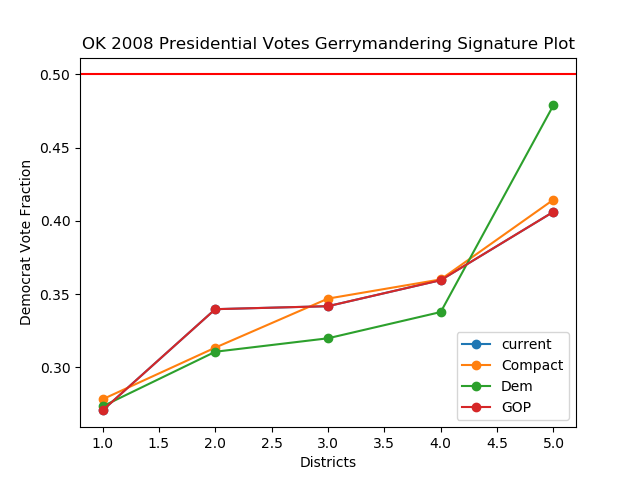 OK 2008 Presidential Votes Gerrymandering Signature Plot
0.50
0.45
0.40
0.35
0.30
Democrat Vote Fraction
current
Compact
Dem
GOP
1.0 1.5 2.0 2.5 3.0 3.5 4.0 4.5 5.0
Districts